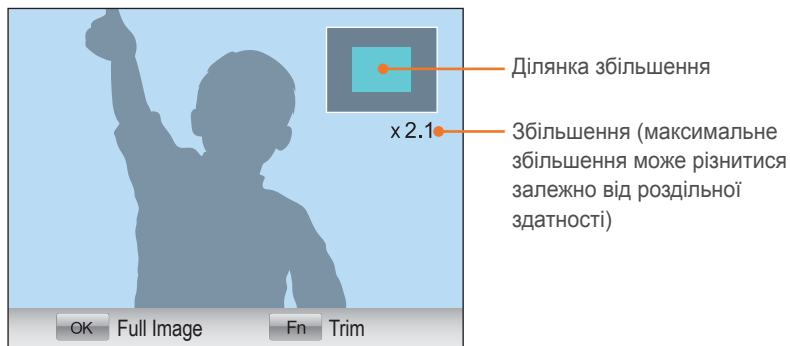 Ділянка збільшення
x 2.1
Збільшення (максимальне
збільшення може різнитися
залежно від роздільної
здатності)
OK Full Image Fn Trim